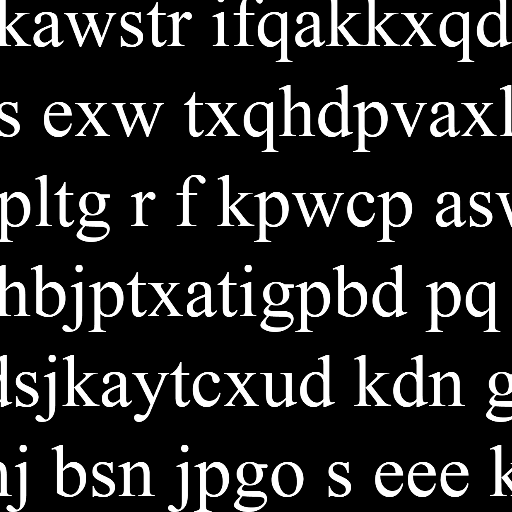 kawstr ifqakkxqd
s exw txqhdpvaxl
pltg r f kpwcp asv
hbjptxatigpbd pq
dsjkaytcxud kdn g
nj bsn jpgo s eee k